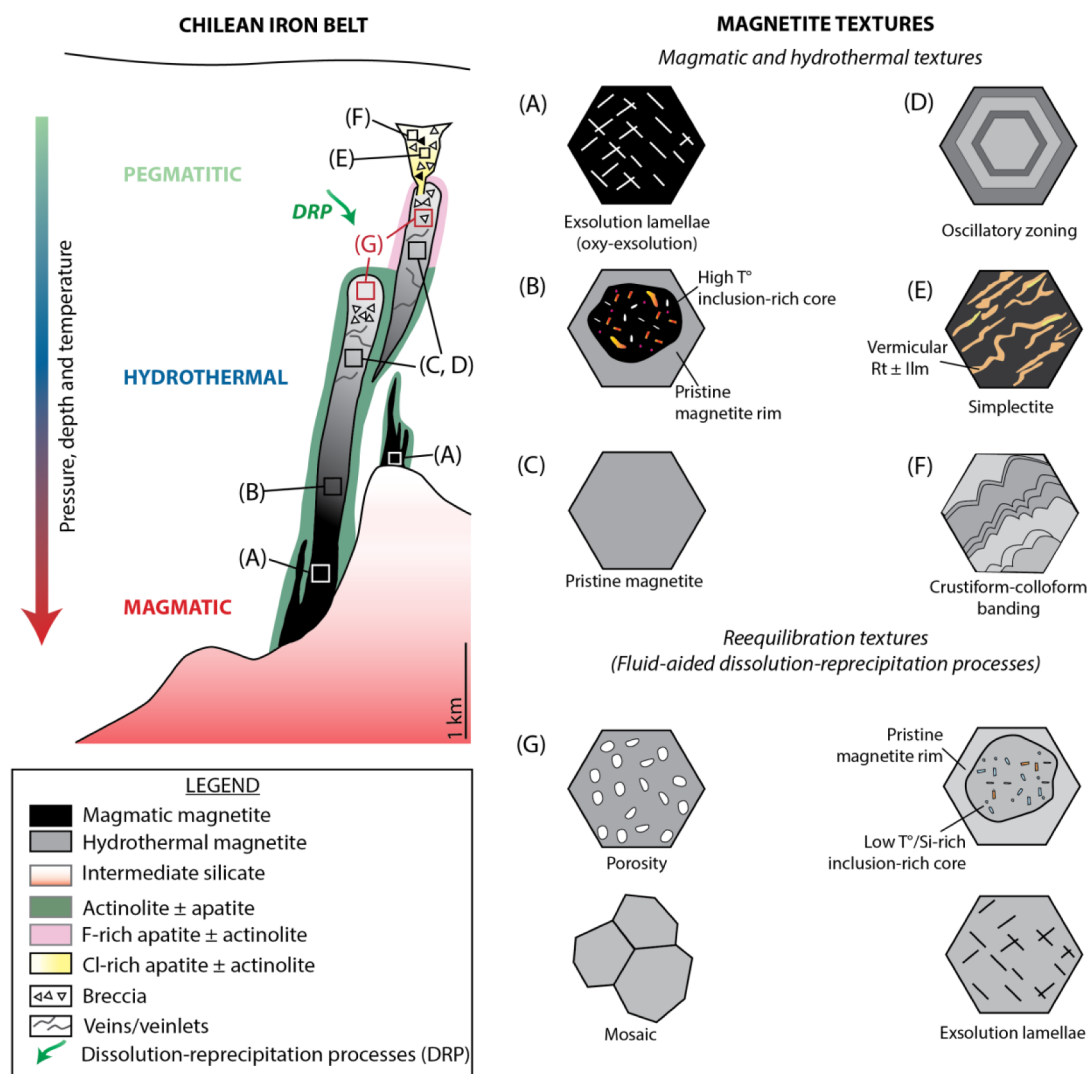 CHILEAN IRON BELT
Pressure, depth and temperature
PEGMATITIC
HYDROTHERMAL
MAGMATIC
DRP
(F)
(E)
(G)
(C, D)
(A)
(B)
(A)
1 km
LEGEND
Magmatic magnetite
Hydrothermal magnetite
Intermediate silicate
Actinolite ± apatite
F-rich apatite ± actinolite
Cl-rich apatite ± actinolite
Breccia
Veins/veinlets
Dissolution-reprecipitation processes (DRP)
MAGNETITE TEXTURES
Magmatic and hydrothermal textures
(A)
Exsolution lamellae
(oxy-exsolution)
(D)
Oscillatory zoning
(B)
High T°
inclusion-rich core
Pristine
magnetite rim
(E)
Vermicular
Rt ± IIm
Simplectite
(C)
Pristine magnetite
(F)
Crustiform-colloform
banding
Reequilibration textures
(Fluid-aided dissolution-reprecipitation processes)
(G)
Porosity
Pristine
magnetite rim
Low T°/Si-rich
inclusion-rich core
Mosaic
Exsolution lamellae